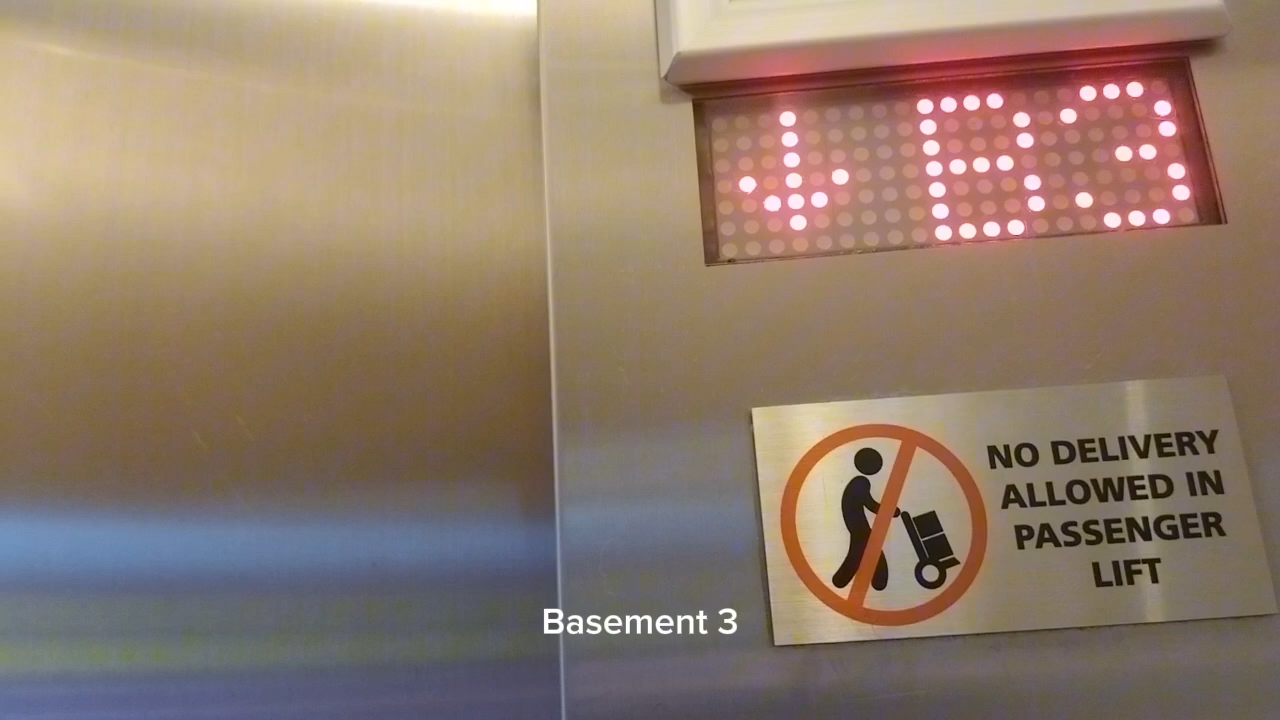 ↓ B3
NO DELIVERY
ALLOWED IN
PASSENGER
LIFT
Basement 3